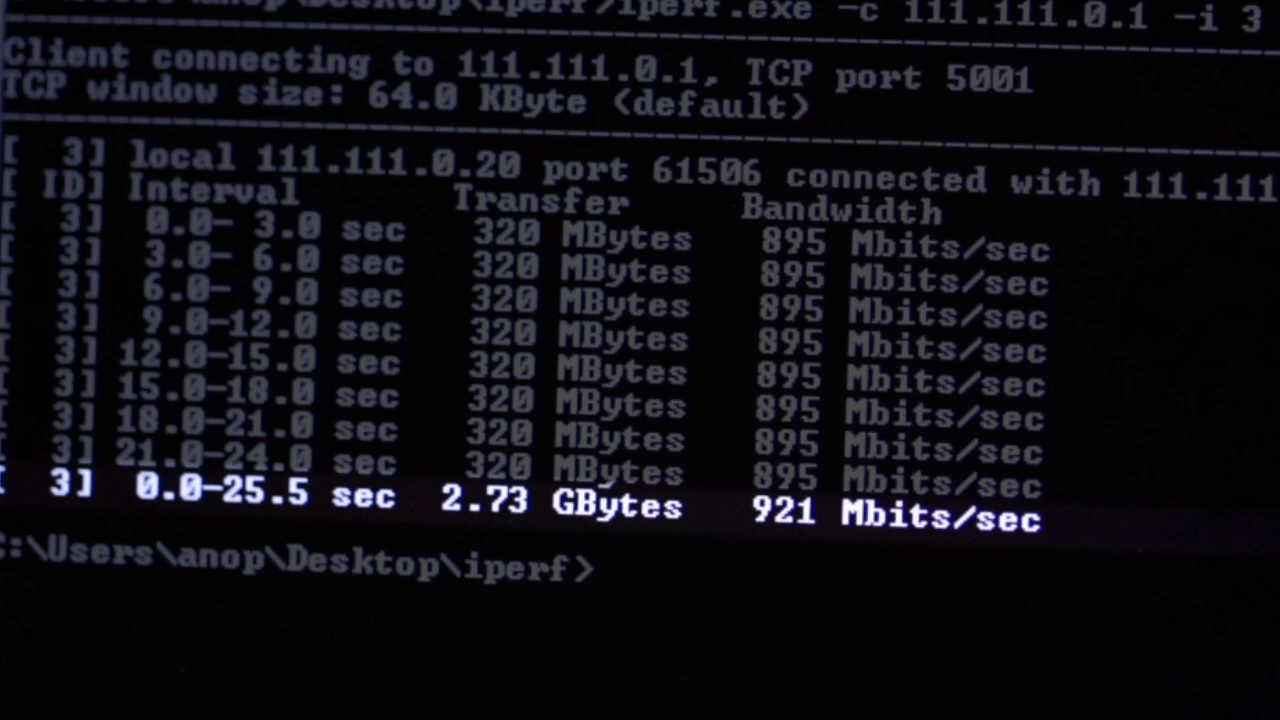 \Desktop\iperf/iperf.exe -c 111.111.0.1 -i 3
Client connecting to 111.111.0.1, TCP port 5001
TCP window size: 64.0 KByte (default)
[ 3] local 111.111.0.20 port 61506 connected with 111.111
[ ID] Interval Transfer Bandwidth
[ 3] 0.0- 3.0 sec 320 MBytes 895 Mbits/sec
[ 3] 3.0- 6.0 sec 320 MBytes 895 Mbits/sec
[ 3] 6.0- 9.0 sec 320 MBytes 895 Mbits/sec
[ 3] 9.0-12.0 sec 320 MBytes 895 Mbits/sec
[ 3] 12.0-15.0 sec 320 MBytes 895 Mbits/sec
[ 3] 15.0-18.0 sec 320 MBytes 895 Mbits/sec
[ 3] 18.0-21.0 sec 320 MBytes 895 Mbits/sec
[ 3] 21.0-24.0 sec 320 MBytes 895 Mbits/sec
[ 3] 0.0-25.5 sec 2.73 GBytes 921 Mbits/sec
C:\Users\anop\Desktop\iperf>